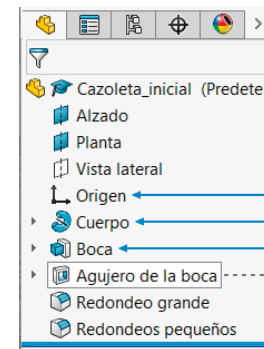 Cazoleta_inicial (Predete
Alzado
Planta
Vista lateral
Origen
Cuerpo
Boca
Agujero de la boca
Redondeo grande
Redondeos pequeños